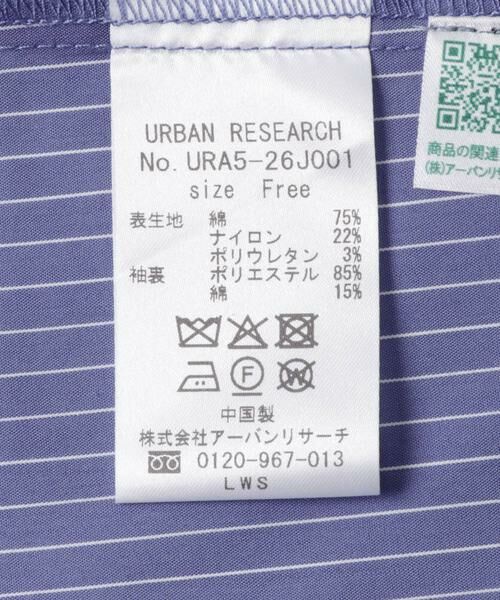 URBAN RESEARCH
No. URA5-26J001
size Free
表生地 綿 75%
ナイロン 22%
ポリウレタン 3%
袖裏 ポリエステル 85%
綿 15%
中国製
株式会社アーバンリサーチ
0120-967-013
LWS
商品の関連
(株)アーバンリサ